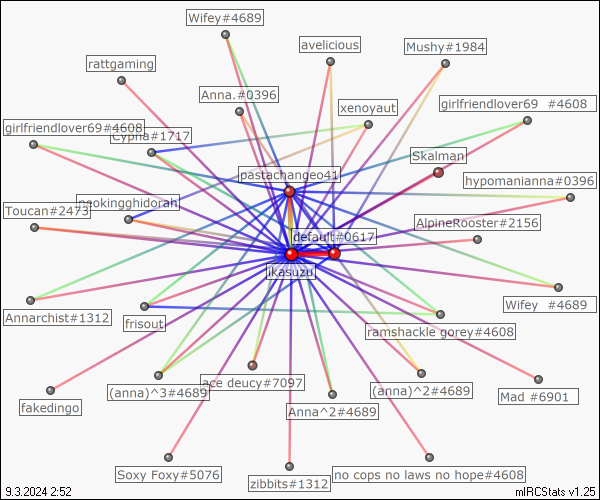 Wifey#4689
avelicious
Mushy#1984
rattgaming
Anna.#0396
xenoyaut
girlfriendlover69 #4608
girlfriendlover69#4608
Cypha#1717
Skalman
pastachangeo41
hypomanianna#0396
pookingghidorah
Toucan#2473
default#0617
AlpineRooster#2156
ikasuzu
Annarchist#1312
frisout
Wifey #4689
ramshackle gorey#4608
(anna)^3#4689
ace deucy#7097
(anna)^2#4689
Mad #6901
fakedingo
Anna^2#4689
Soxy Foxy#5076
zibbits#1312
no cops no laws no hope#4608
9.3.2024 2:52
mIRCStats v1.25